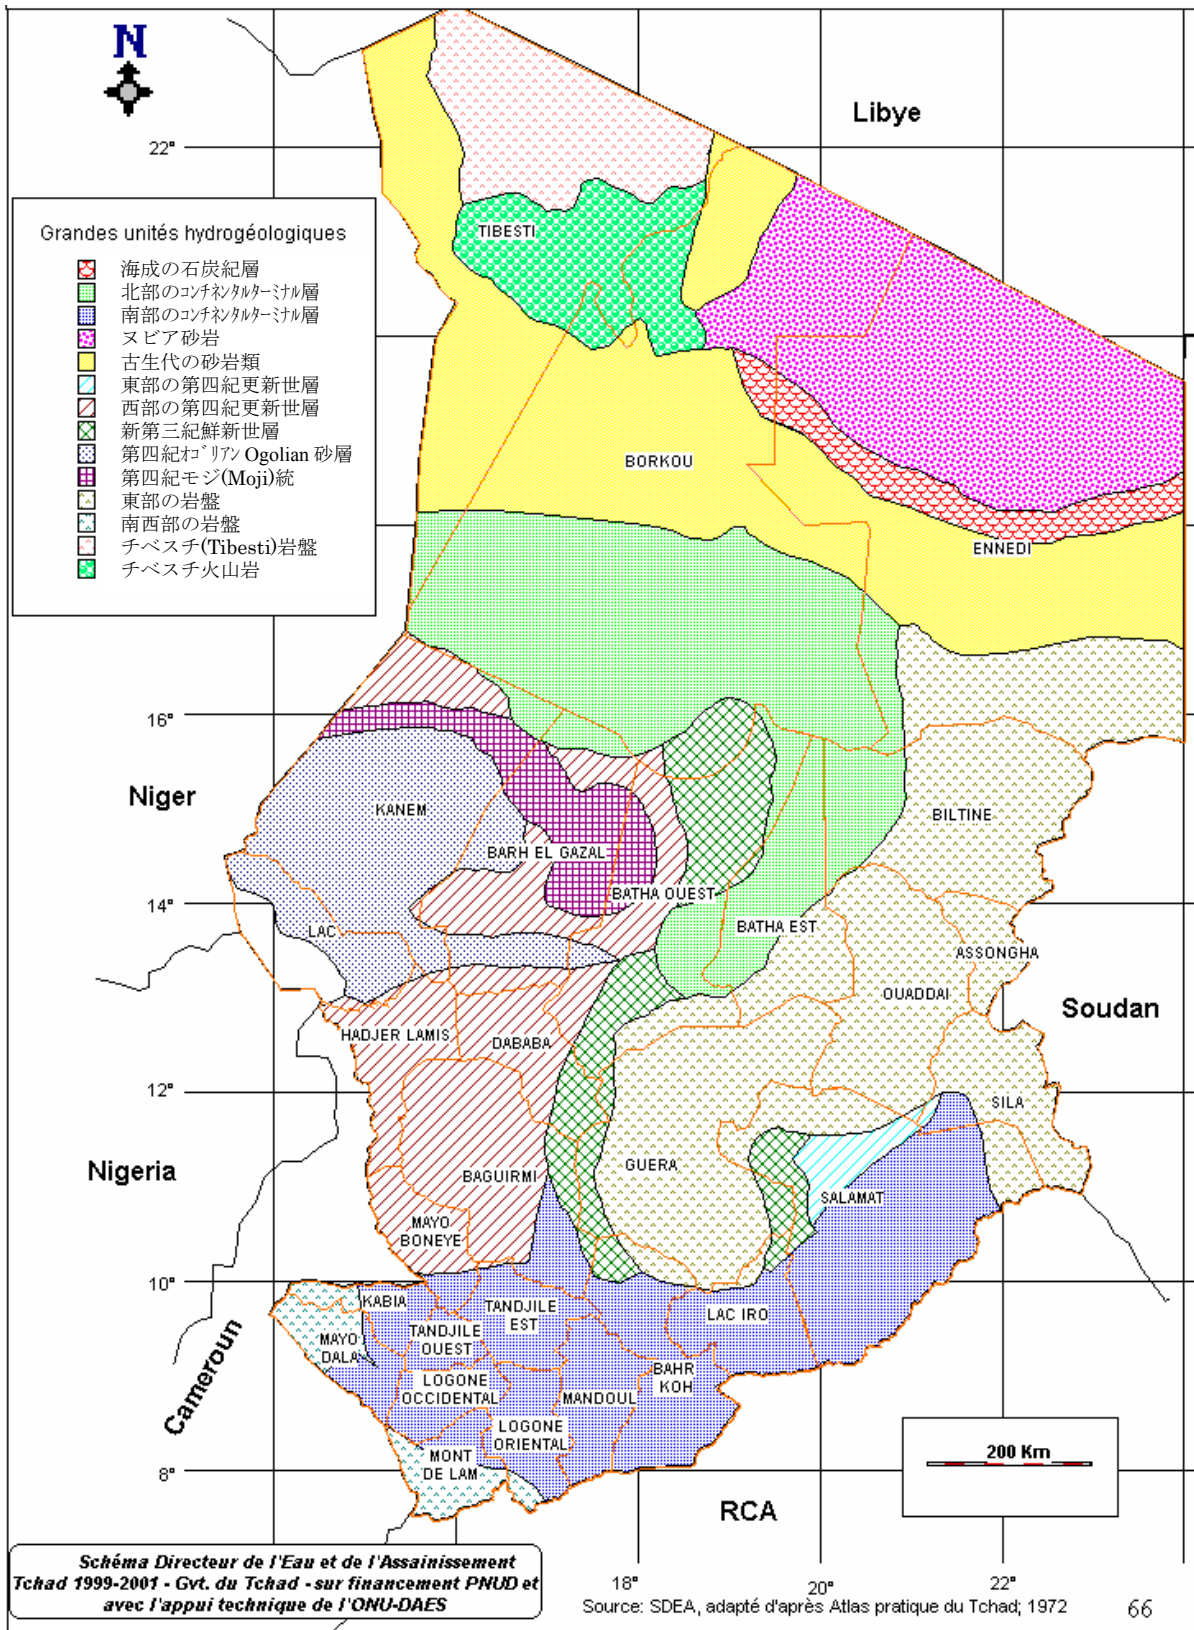 N
Libye
22°
Grandes unités hydrogéologiques
海成の石炭紀層
北部のｺﾝﾁﾈﾝﾀﾙﾀｰﾐﾅﾙ層
南部のｺﾝﾁﾈﾝﾀﾙﾀｰﾐﾅﾙ層
ヌビア砂岩
古生代の砂岩類
東部の第四紀更新世層
西部の第四紀更新世層
新第三紀鮮新世層
第四紀ｵｺﾞﾘｱﾝ Ogolian 砂層
第四紀モジ(Moji)統
東部の岩盤
南西部の岩盤
チベスチ(Tibesti)岩盤
チベスチ火山岩
TIBESTI
BORKOU
ENNEDI
16°
Niger
KANEM
BILTINE
BARH EL GAZAL
BATHA OUEST
14°
LAC
BATHA EST
ASSONGHA
OUADDAI
Soudan
HADJER LAMIS
DABABA
12°
SILA
Nigeria
GUERA
BAGUIRMI
SALAMAT
MAYO
BONEYE
10°
KABIA
TANDJILE
EST
LAC IRO
TANDJILE
OUEST
MAYO
DALA
Cameroun
BAHR
KOH
LOGONE
OCCIDENTAL
MANDOUL
LOGONE
ORIENTAL
MONT
DE LAM
8°
200 Km
RCA
Schéma Directeur de l'Eau et de l'Assainissement
Tchad 1999-2001 - Gvt. du Tchad - sur financement PNUD et
avec l'appui technique de l'ONU-DAES
18°
20°
22°
Source: SDEA, adapté d'après Atlas pratique du Tchad; 1972
66